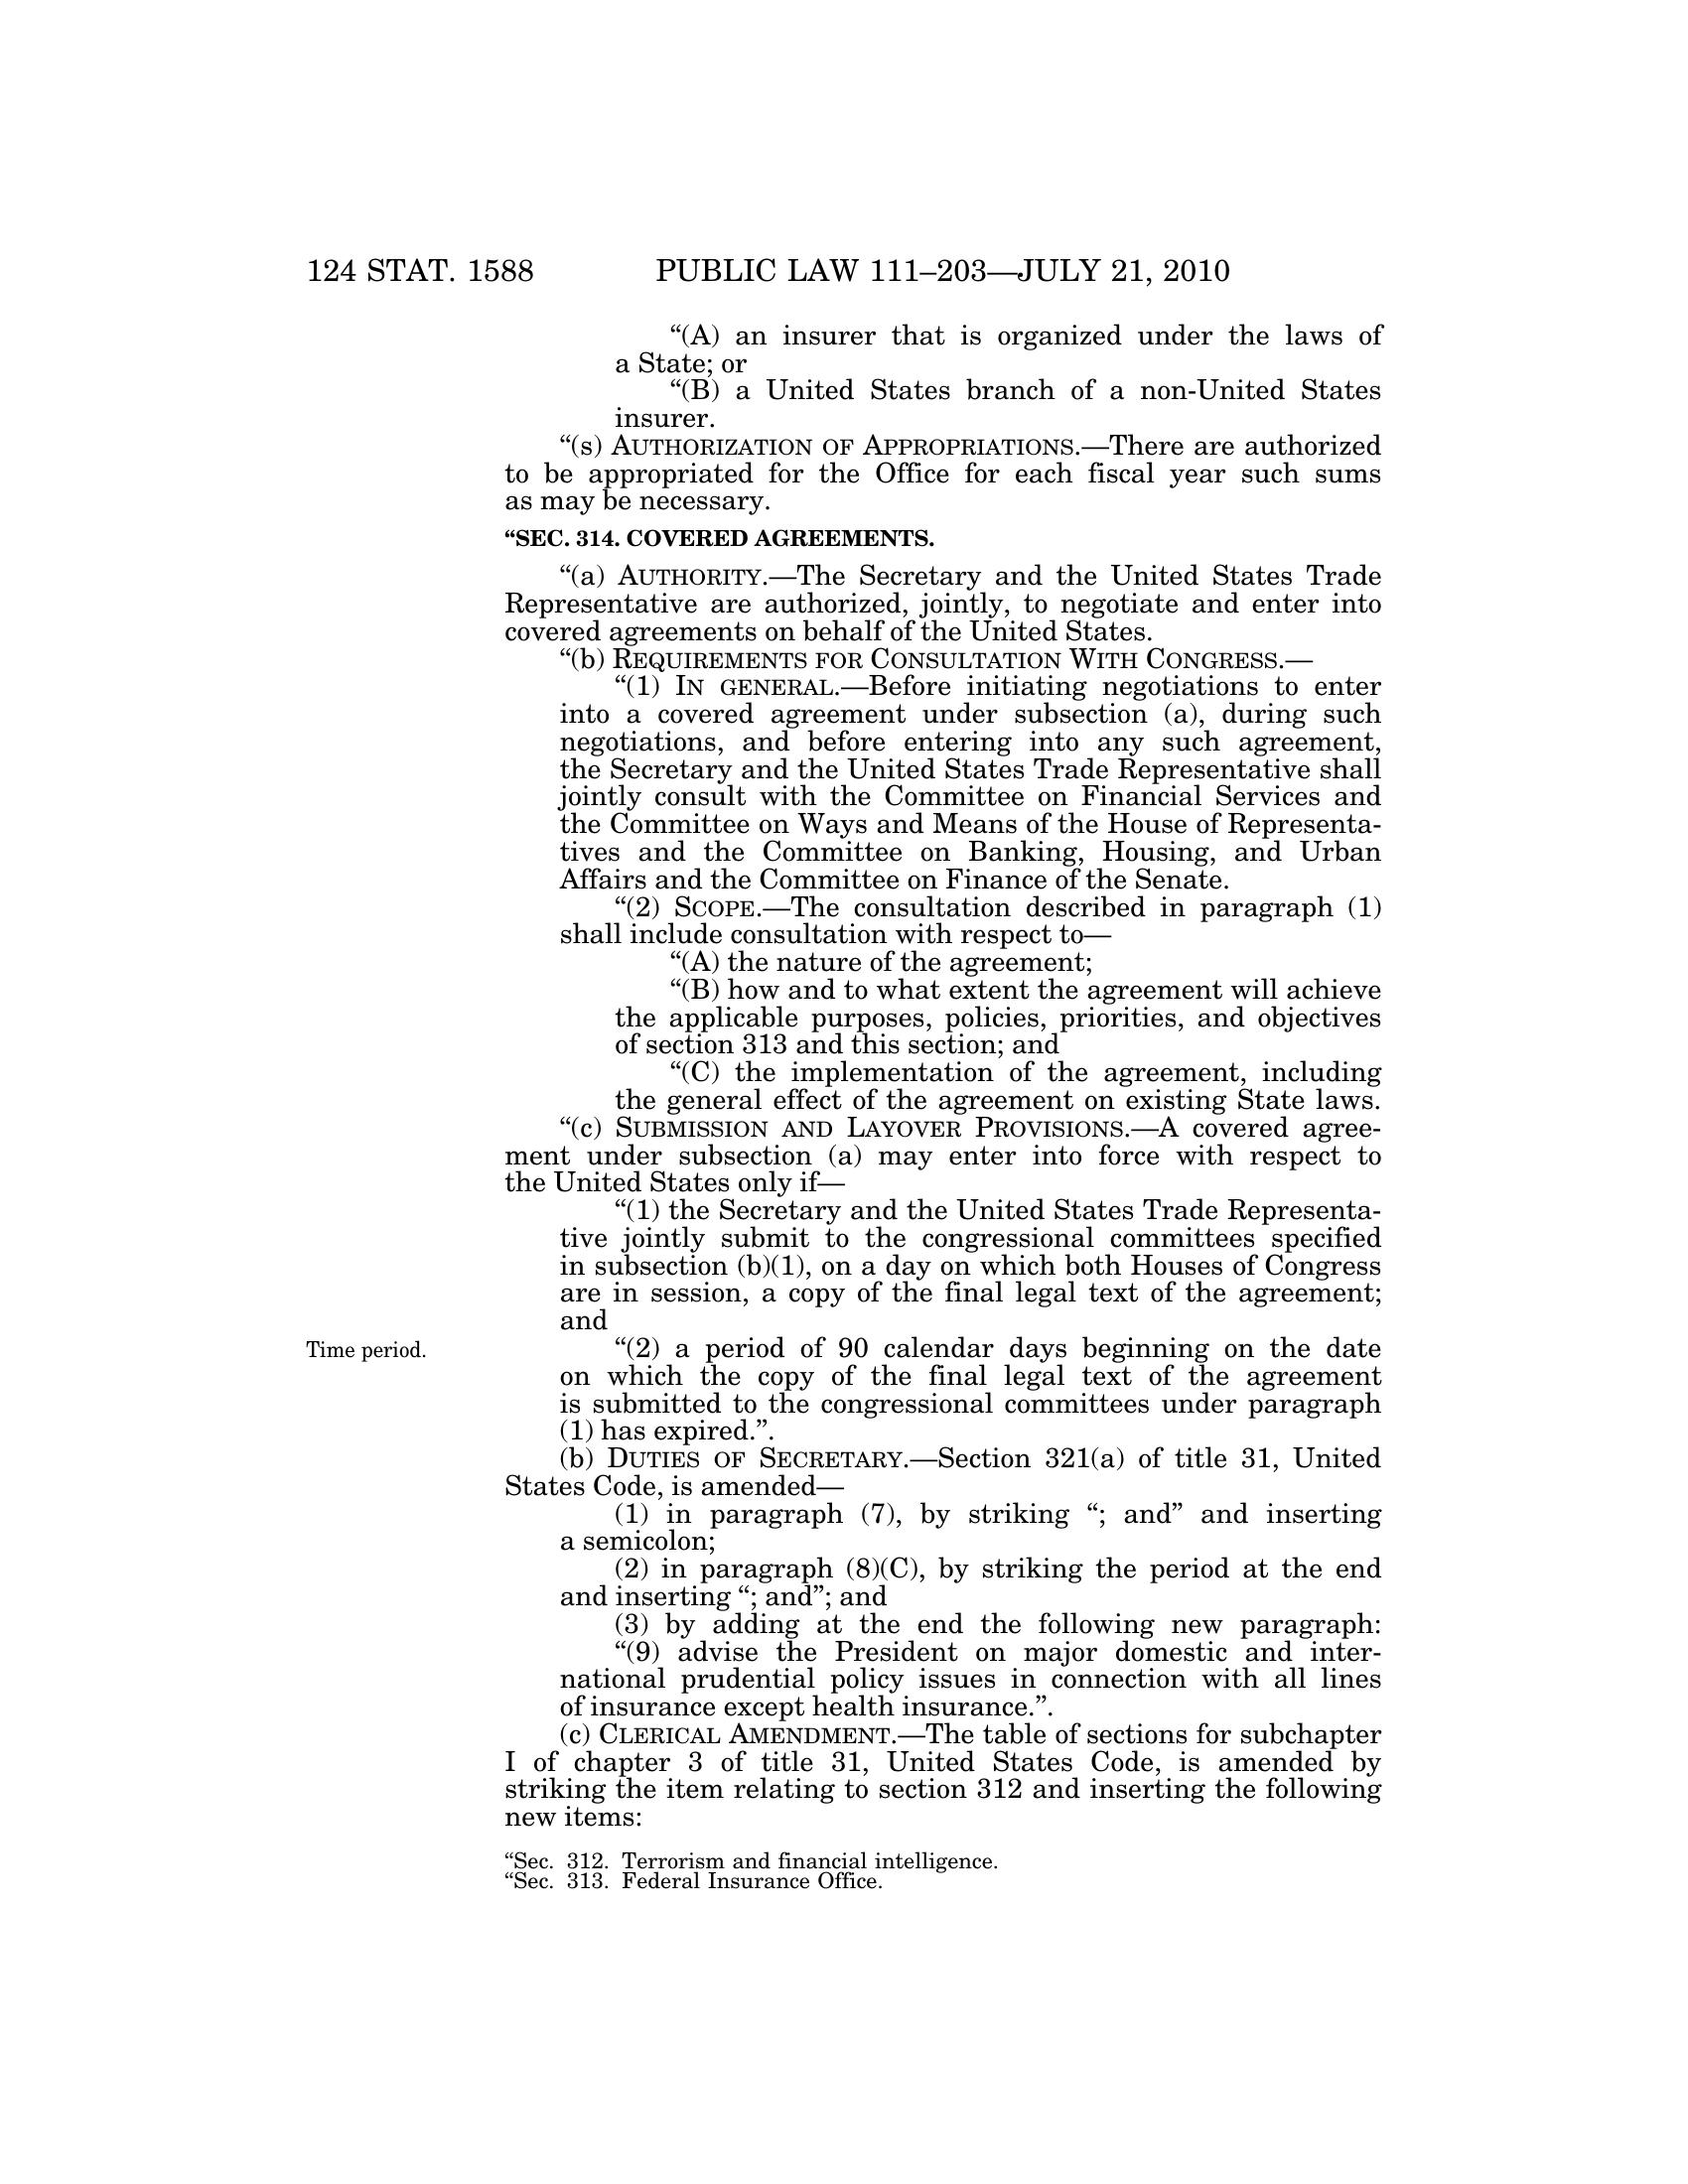 124 STAT. 1588 PUBLIC LAW 111–203—JULY 21, 2010
“(A) an insurer that is organized under the laws of
a State; or
“(B) a United States branch of a non-United States
insurer.
“(s) AUTHORIZATION OF APPROPRIATIONS.—There are authorized
to be appropriated for the Office for each fiscal year such sums
as may be necessary.
“SEC. 314. COVERED AGREEMENTS.
“(a) AUTHORITY.—The Secretary and the United States Trade
Representative are authorized, jointly, to negotiate and enter into
covered agreements on behalf of the United States.
“(b) REQUIREMENTS FOR CONSULTATION WITH CONGRESS.—
“(1) IN GENERAL.—Before initiating negotiations to enter
into a covered agreement under subsection (a), during such
negotiations, and before entering into any such agreement,
the Secretary and the United States Trade Representative shall
jointly consult with the Committee on Financial Services and
the Committee on Ways and Means of the House of Representa-
tives and the Committee on Banking, Housing, and Urban
Affairs and the Committee on Finance of the Senate.
“(2) SCOPE.—The consultation described in paragraph (1)
shall include consultation with respect to—
“(A) the nature of the agreement;
“(B) how and to what extent the agreement will achieve
the applicable purposes, policies, priorities, and objectives
of section 313 and this section; and
“(C) the implementation of the agreement, including
the general effect of the agreement on existing State laws.
“(c) SUBMISSION AND LAYOVER PROVISIONS.—A covered agree-
ment under subsection (a) may enter into force with respect to
the United States only if—
“(1) the Secretary and the United States Trade Representa-
tive jointly submit to the congressional committees specified
in subsection (b)(1), on a day on which both Houses of Congress
are in session, a copy of the final legal text of the agreement;
and
Time period.
“(2) a period of 90 calendar days beginning on the date
on which the copy of the final legal text of the agreement
is submitted to the congressional committees under paragraph
(1) has expired.”.
(b) DUTIES OF SECRETARY.—Section 321(a) of title 31, United
States Code, is amended—
(1) in paragraph (7), by striking “; and” and inserting
a semicolon;
(2) in paragraph (8)(C), by striking the period at the end
and inserting “; and”; and
(3) by adding at the end the following new paragraph:
“(9) advise the President on major domestic and inter-
national prudential policy issues in connection with all lines
of insurance except health insurance.”.
(c) CLERICAL AMENDMENT.—The table of sections for subchapter
I of chapter 3 of title 31, United States Code, is amended by
striking the item relating to section 312 and inserting the following
new items:
“Sec. 312. Terrorism and financial intelligence.
“Sec. 313. Federal Insurance Office.